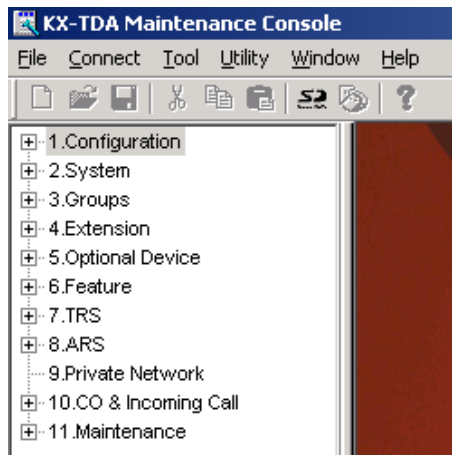 KX-TDA Maintenance Console
File Connect Tool Utility Window Help
1.Configuration
2.System
3.Groups
4.Extension
5.Optional Device
6.Feature
7.TRS
8.ARS
9.Private Network
10.CO & Incoming Call
11.Maintenance